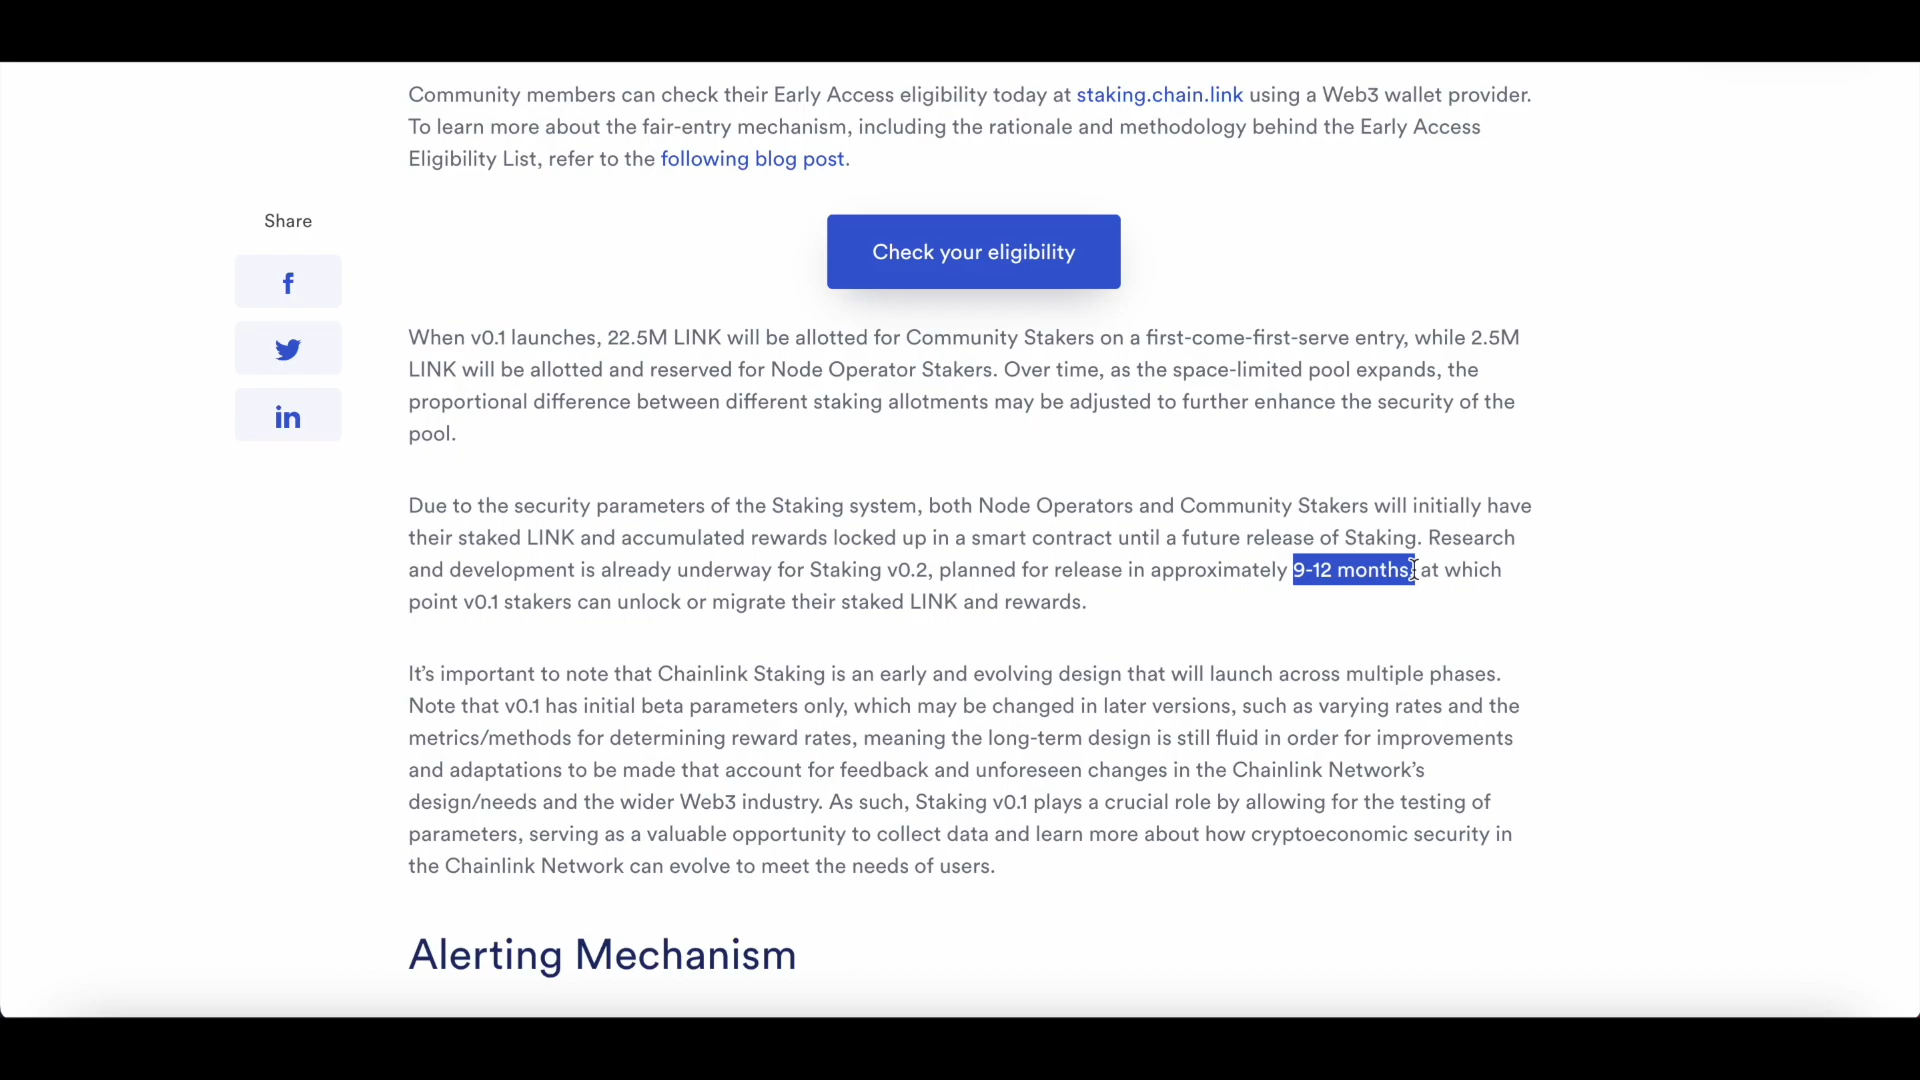 Community members can check their Early Access eligibility today at staking.chain.link using a Web3 wallet provider.
To learn more about the fair-entry mechanism, including the rationale and methodology behind the Early Access
Eligibility List, refer to the following blog post.
Share
Check your eligibility
f
in
When v0.1 launches, 22.5M LINK will be allotted for Community Stakers on a first-come-first-serve entry, while 2.5M
LINK will be allotted and reserved for Node Operator Stakers. Over time, as the space-limited pool expands, the
proportional difference between different staking allotments may be adjusted to further enhance the security of the
pool.
Due to the security parameters of the Staking system, both Node Operators and Community Stakers will initially have
their staked LINK and accumulated rewards locked up in a smart contract until a future release of Staking. Research
and development is already underway for Staking v0.2, planned for release in approximately 9-12 months, at which
point v0.1 stakers can unlock or migrate their staked LINK and rewards.
It’s important to note that Chainlink Staking is an early and evolving design that will launch across multiple phases.
Note that v0.1 has initial beta parameters only, which may be changed in later versions, such as varying rates and the
metrics/methods for determining reward rates, meaning the long-term design is still fluid in order for improvements
and adaptations to be made that account for feedback and unforeseen changes in the Chainlink Network’s
design/needs and the wider Web3 industry. As such, Staking v0.1 plays a crucial role by allowing for the testing of
parameters, serving as a valuable opportunity to collect data and learn more about how cryptoeconomic security in
the Chainlink Network can evolve to meet the needs of users.
Alerting Mechanism